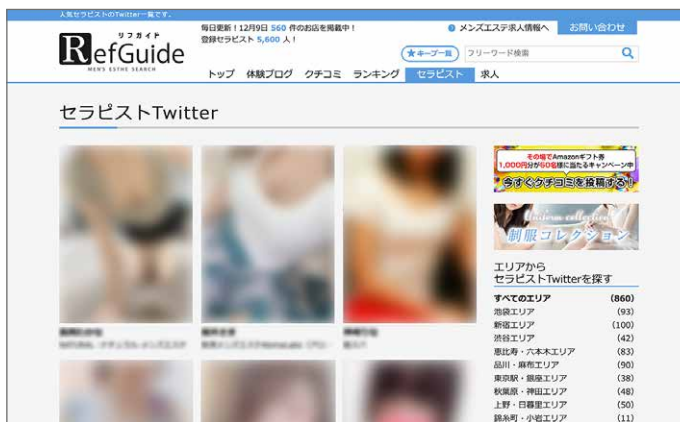 人気セラピストのTwitter一覧です。
毎日更新!12月9日 560 件のお店を掲載中!
登録セラピスト 5,600 人!
メンズエステ求人情報へ
お問い合わせ
リフガイド
RefGuide
MEN'S ESTHE SEARCH
★キープ一覧
フリーワード検索
トップ 体験ブログ クチコミ ランキング セラピスト 求人
セラピストTwitter
その場でAmazonギフト券
1,000円分が60名様に当たるキャンペーン中
今すぐクチコミを投稿する!
Uniform collection
制服コレクション
エリアから
セラピストTwitterを探す
すべてのエリア (860)
池袋エリア (93)
新宿エリア (100)
渋谷エリア (42)
恵比寿・六本木エリア (83)
品川・麻布エリア (90)
東京駅・銀座エリア (38)
秋葉原・神田エリア (48)
上野・日暮里エリア (50)
錦糸町・小岩エリア (11)